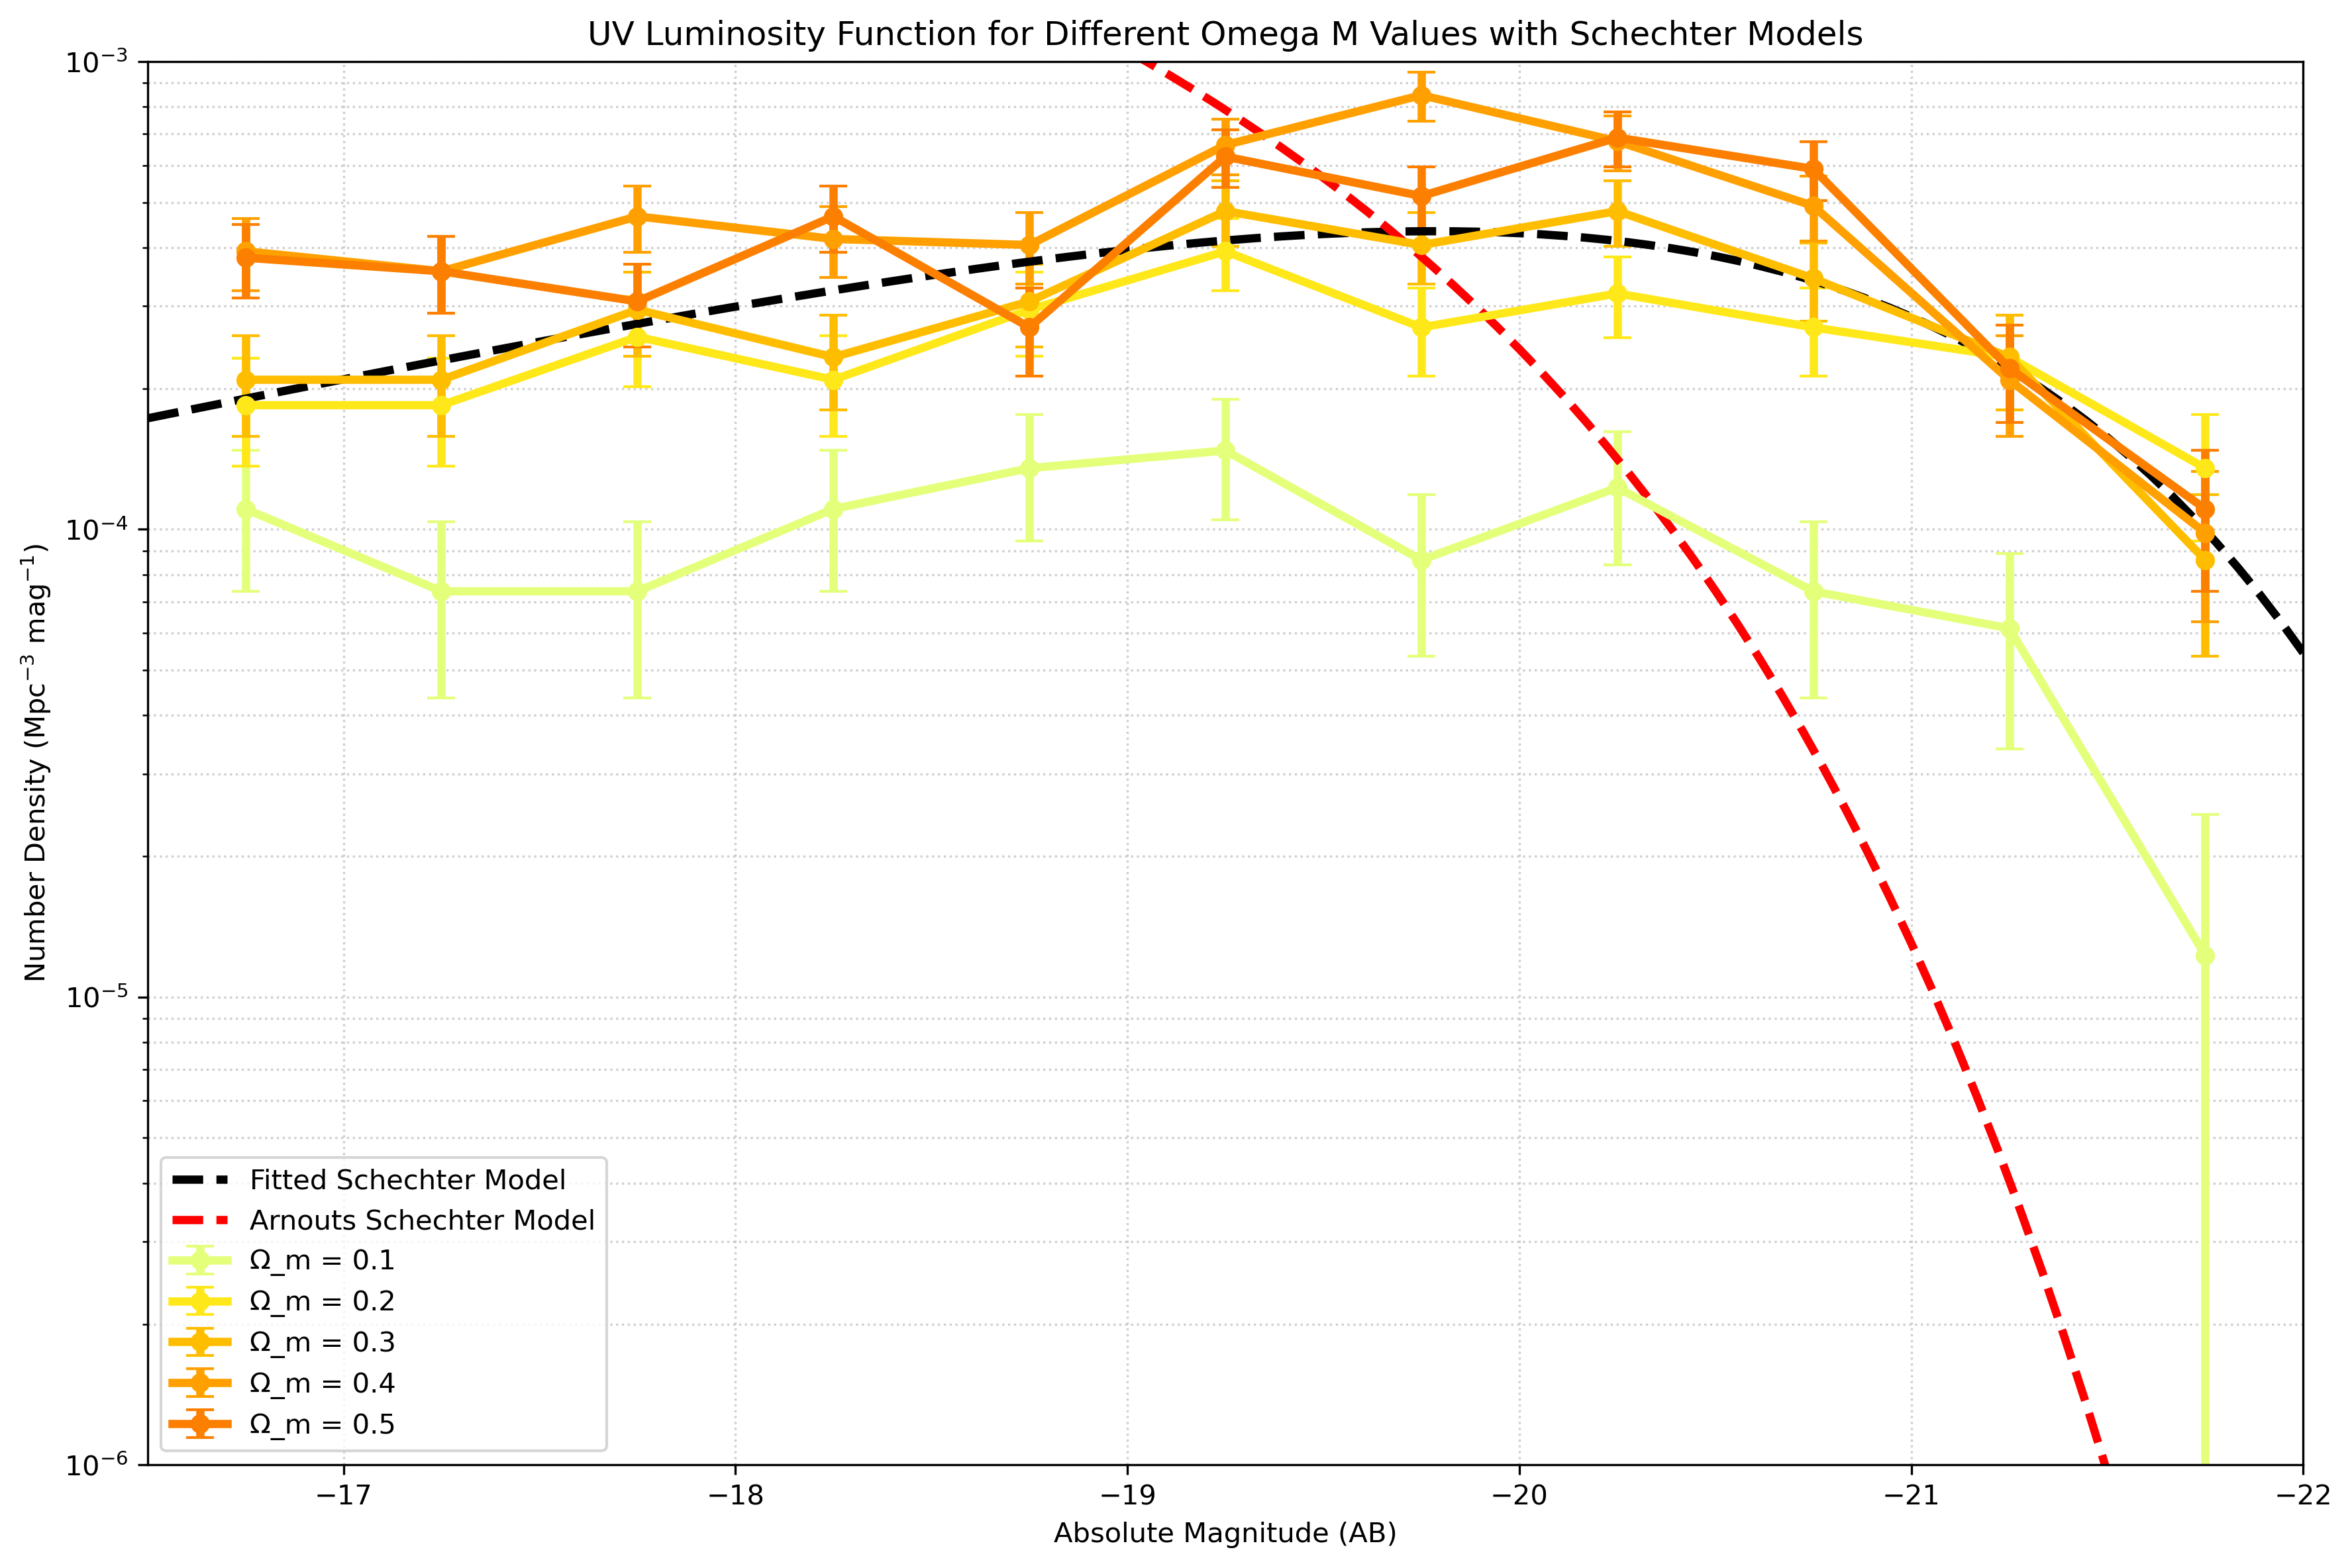 UV Luminosity Function for Different Omega M Values with Schechter Models
10⁻³
10⁻⁴
10⁻⁵
10⁻⁶
Number Density (Mpc⁻³ mag⁻¹)
Fitted Schechter Model
Arnouts Schechter Model
Ω_m = 0.1
Ω_m = 0.2
Ω_m = 0.3
Ω_m = 0.4
Ω_m = 0.5
−17 −18 −19 −20 −21 −22
Absolute Magnitude (AB)